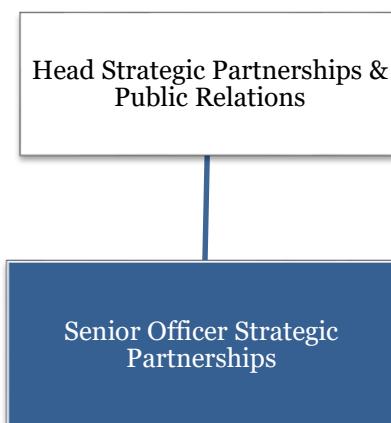 Head Strategic Partnerships &
Public Relations
Senior Officer Strategic
Partnerships